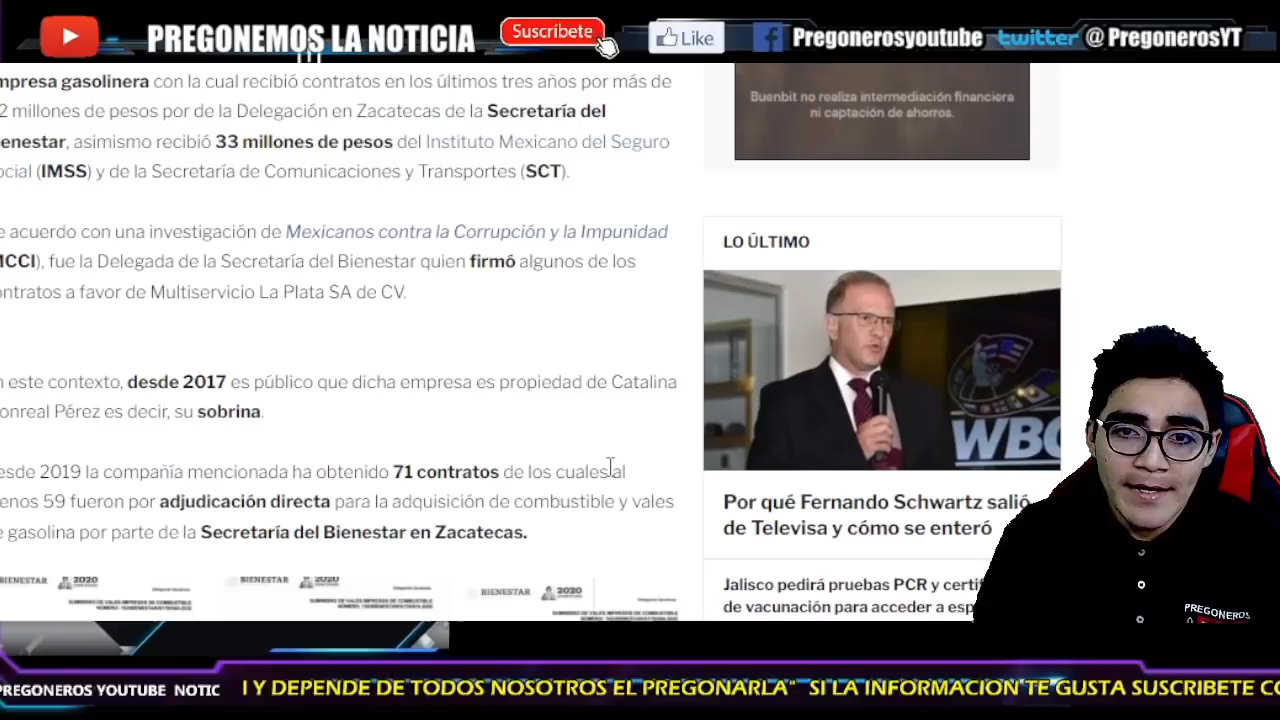 PREGONEMOS LA NOTICIA
Suscríbete
Like
Pregonerosyoutube
twitter @PregonerosYT
mpresa gasolinera con la cual recibió contratos en los últimos tres años por más de
2 millones de pesos por de la Delegación en Zacatecas de la Secretaría del
enestar, asimismo recibió 33 millones de pesos del Instituto Mexicano del Seguro
ocial (IMSS) y de la Secretaría de Comunicaciones y Transportes (SCT).
e acuerdo con una investigación de Mexicanos contra la Corrupción y la Impunidad
MCCI), fue la Delegada de la Secretaría del Bienestar quien firmó algunos de los
ontratos a favor de Multiservicio La Plata SA de CV.
n este contexto, desde 2017 es público que dicha empresa es propiedad de Catalina
onreal Pérez es decir, su sobrina.
esde 2019 la compañía mencionada ha obtenido 71 contratos de los cuales al
enos 59 fueron por adjudicación directa para la adquisición de combustible y vales
e gasolina por parte de la Secretaría del Bienestar en Zacatecas.
BIENESTAR 2020
BIENESTAR 2020
BIENESTAR 2020
Buenbit no realiza intermediación financiera
ni captación de ahorros.
LO ÚLTIMO
WBC
Por qué Fernando Schwartz salió
de Televisa y cómo se enteró
Jalisco pedirá pruebas PCR y certi
de vacunación para acceder a esp
PREGONEROS
PREGONEROS YOUTUBE NOTIC
I Y DEPENDE DE TODOS NOSOTROS EL PREGONARLA" SI LA INFORMACION TE GUSTA SUSCRIBETE CO